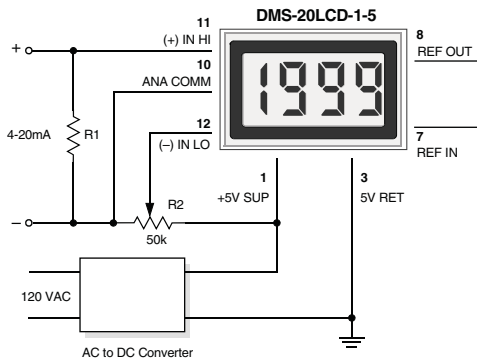 DMS-20LCD-1-5
11
(+) IN HI
8
REF OUT
+
10
ANA COMM
1999
4-20mA
R1
12
(–) IN LO
7
REF IN
1
+5V SUP
3
5V RET
–
R2
50k
120 VAC
AC to DC Converter